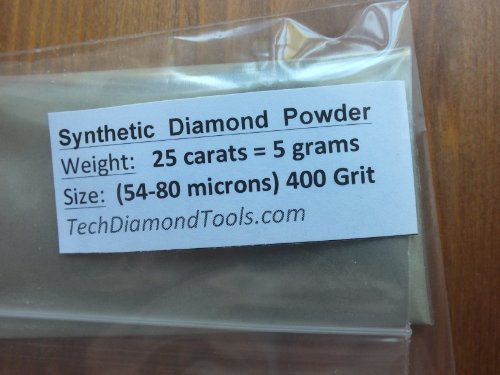 Synthetic Diamond Powder
Weight: 25 carats = 5 grams
Size: (54-80 microns) 400 Grit
TechDiamondTools.com